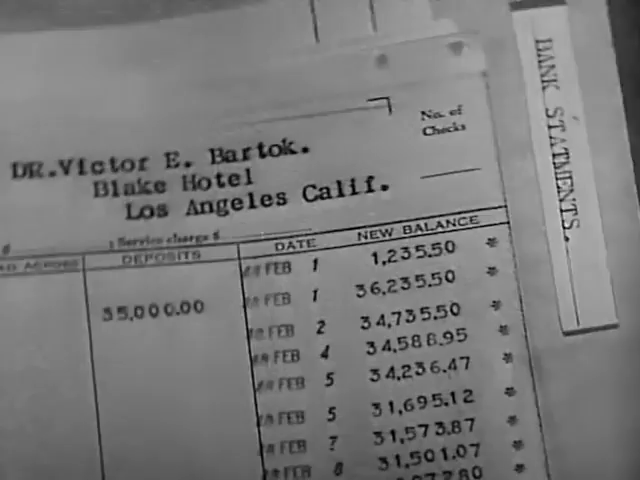 BANK STATMENTS.
No. of
Checks
DR.Victor E. Bartok.
Blake Hotel
Los Angeles Calif.
$ : Service charge $
DEPOSITS DATE NEW BALANCE
FEB 1 1,235.50 *
35,000.00 FEB 1 36,235.50 *
FEB 2 34,735.50 *
FEB 4 34,588.95 *
FEB 5 34,236.47 *
FEB 5 31,695.12 *
FEB 7 31,573.87 *
FEB 8 31,501.07 *